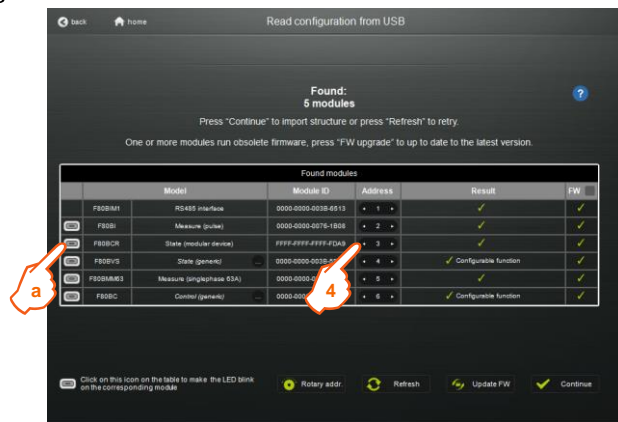 back home Read configuration from USB
Found:
5 modules
?
Press "Continue" to import structure or press "Refresh" to retry.
One or more modules run obsolete firmware, press "FW upgrade" to up to date to the latest version.
Found modules
Model Module ID Address Result FW
F80BIM1 RS485 interface 0000-0000-003B-6513 1
F80BI Measure (pulse) 0000-0000-0076-1B08 2
F80BCR State (modular device) FFFF-FFFF-FFFF-FDA9 3
F80BVS State (generic) ... 4 Configurable function
F80BMM63 Measure (singlephase 63A) 5
F80BC Control (generic) ... 6 Configurable function
a
4
Click on this icon on the table to make the LED blink
on the corresponding module
Rotary addr. Refresh Update FW Continue